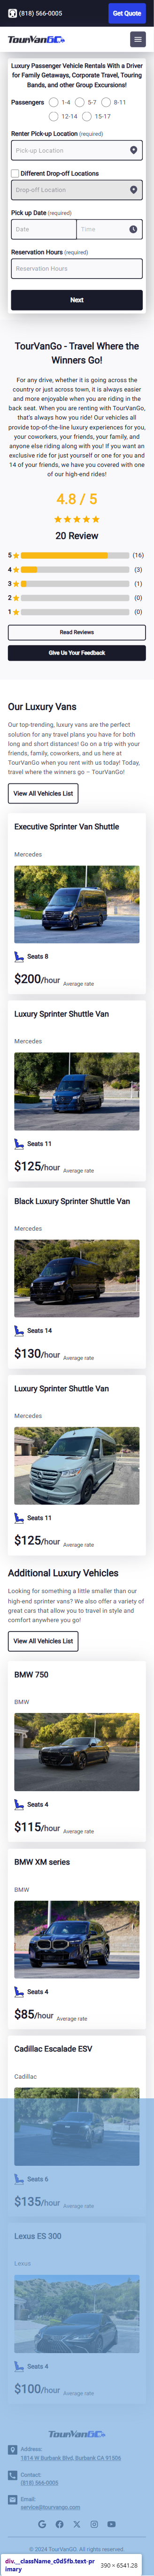 (818) 560-0005
Get Quote
TourVanGo
Luxury Passenger Vehicle Rentals With a Driver
for Family Getaways, Corporate Travel, Touring
Bands, and other Group Excursions!
Passengers 1-4 5-7 8-11
12-14 15-17
Renter Pick-up Location (required)
Pick-up Location
Different Drop-off Locations
Drop-off Location
Pick up Date (required)
Date Time
Reservation Hours (required)
Reservation Hours
Next
TourVanGo - Travel Where the
Winners Go!
For any drive, whether it is going across the
country or just across town, it is always easier
and more enjoyable when you are riding in the
back seat. When you are renting with TourVanGo,
that's always how you ride! Our vehicles all
provide top-of-the-line luxury experiences for you,
your coworkers, your friends, your family, and
anyone else riding along with you! If you want an
exclusive ride for just yourself or one for you and
14 of your friends, we have you covered with one
of our high-end rides!
4.8 / 5
20 Review
5 (16)
4 (3)
3 (1)
2 (0)
1 (0)
Read Reviews
Give Us Your Feedback
Our Luxury Vans
Our top-trending, luxury vans are the perfect
solution for any travel plans you may have for both
long and short distances! Go on a trip with your
friends, family, coworkers, and us here at
TourVanGo when you rent with us today! Today,
travel where the winners go – TourVanGo!
View All Vehicles List
Executive Sprinter Van Shuttle
Mercedes
Seats 8
$200/hour Average rate
Luxury Sprinter Shuttle Van
Mercedes
Seats 11
$125/hour Average rate
Black Luxury Sprinter Shuttle Van
Mercedes
Seats 14
$130/hour Average rate
Luxury Sprinter Shuttle Van
Mercedes
Seats 11
$125/hour Average rate
Additional Luxury Vehicles
Looking for something a little smaller than our
high-end sprinter vans? We also offer a variety of
great cars that allow you to travel in style and
comfort anywhere you go!
View All Vehicles List
BMW 750
BMW
Seats 4
$115/hour Average rate
BMW XM series
BMW
Seats 4
$85/hour Average rate
Cadillac Escalade ESV
Cadillac
Seats 6
$135/hour Average rate
Lexus ES 300
Lexus
Seats 4
$100/hour Average rate
TourVanGo
Address:
1814 W Burbank Blvd, Burbank CA 91506
Contact:
(818) 560-0005
Email:
service@tourvango.com
© 2024 TourVanGO. All rights reserved
div.__className_c0d5fb.text-pr
imary 390 × 6541.28